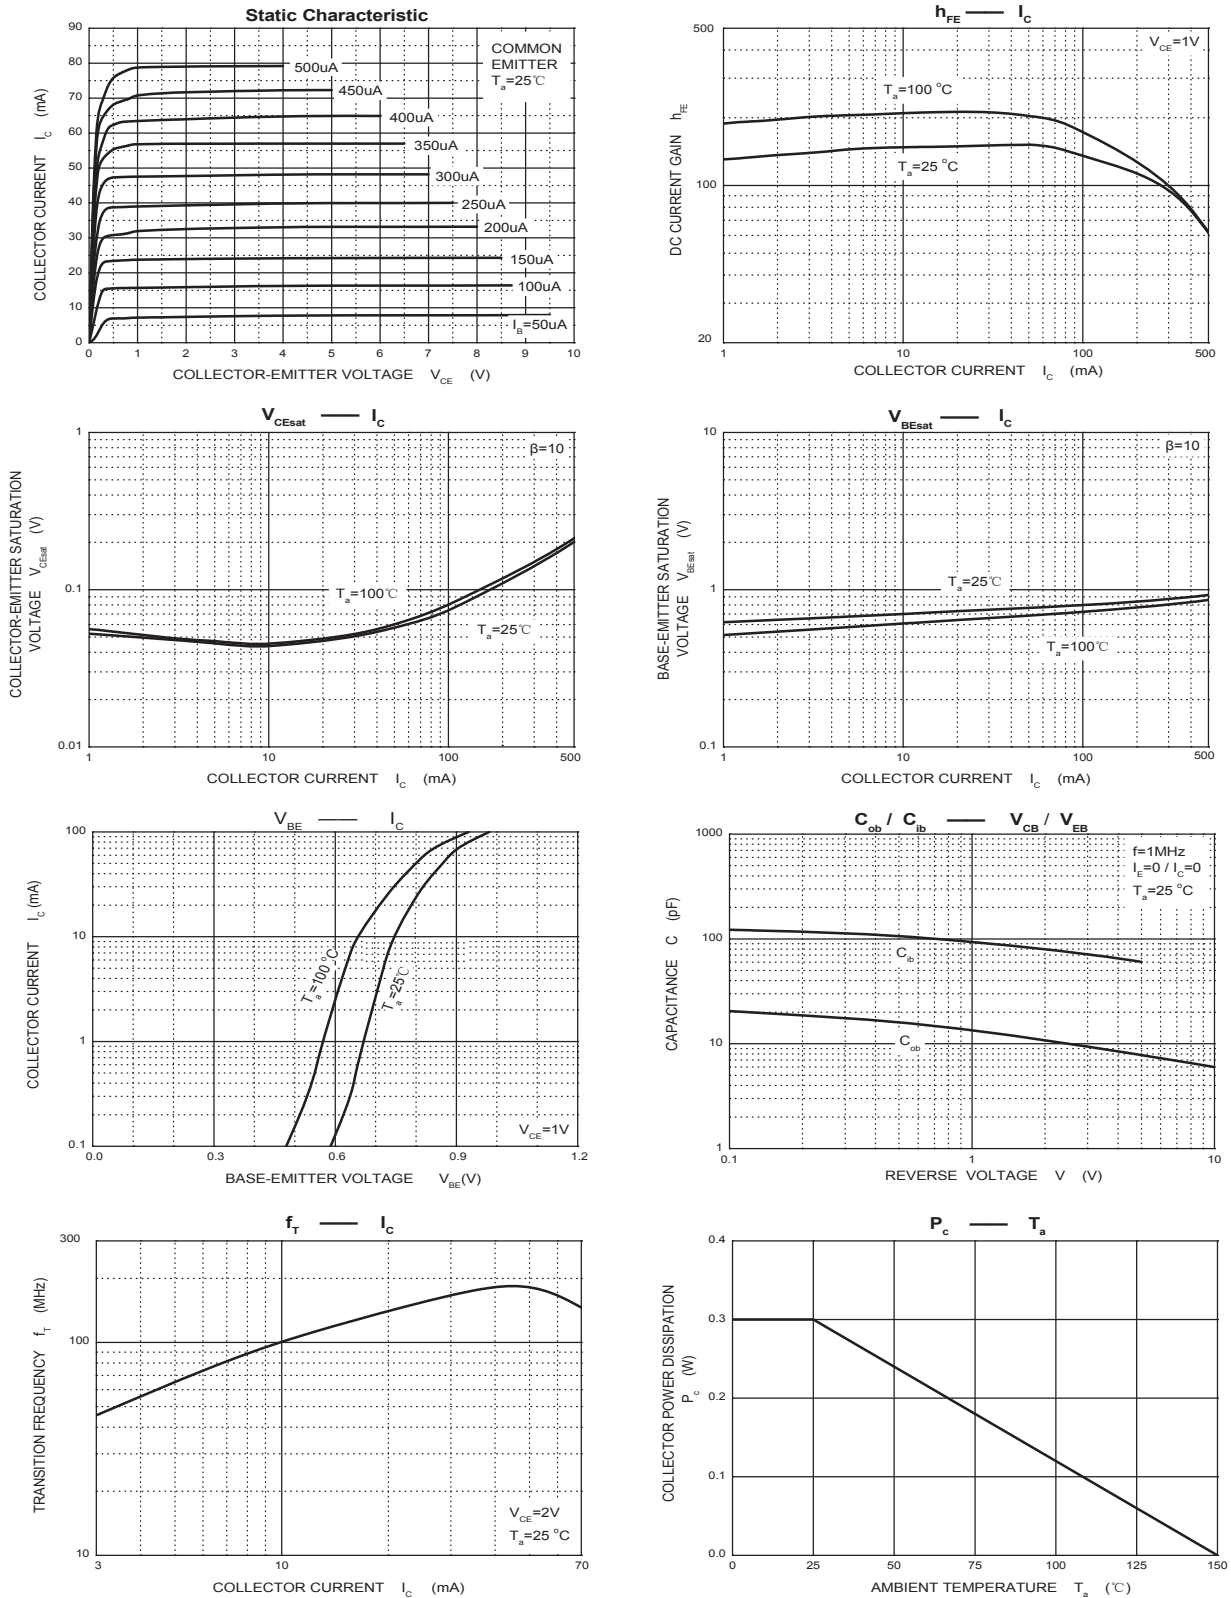 Static Characteristic
COLLECTOR CURRENT I_C (mA)
90
80
70
60
50
40
30
20
10
0
COMMON
EMITTER
T_a=25℃
500uA
450uA
400uA
350uA
300uA
250uA
200uA
150uA
100uA
I_B=50uA
0 1 2 3 4 5 6 7 8 9 10
COLLECTOR-EMITTER VOLTAGE V_CE (V)
h_FE —— I_C
DC CURRENT GAIN h_FE
500
100
20
V_CE=1V
T_a=100 °C
T_a=25 °C
1 10 100 500
COLLECTOR CURRENT I_C (mA)
V_CEsat —— I_C
COLLECTOR-EMITTER SATURATION
VOLTAGE V_CEsat (V)
1
0.1
0.01
β=10
T_a=100℃
T_a=25℃
1 10 100 500
COLLECTOR CURRENT I_C (mA)
V_BEsat —— I_C
BASE-EMITTER SATURATION
VOLTAGE V_BEsat (V)
10
1
0.1
β=10
T_a=25℃
T_a=100℃
1 10 100 500
COLLECTOR CURRENT I_C (mA)
V_BE —— I_C
COLLECTOR CURRENT I_C (mA)
100
10
1
0.1
T_a=100 °C
T_a=25℃
V_CE=1V
0.0 0.3 0.6 0.9 1.2
BASE-EMITTER VOLTAGE V_BE(V)
C_ob / C_ib —— V_CB / V_EB
CAPACITANCE C (pF)
1000
100
10
1
f=1MHz
I_E=0 / I_C=0
T_a=25 °C
C_ib
C_ob
0.1 1 10
REVERSE VOLTAGE V (V)
f_T —— I_C
TRANSITION FREQUENCY f_T (MHz)
300
100
10
V_CE=2V
T_a=25 °C
3 10 70
COLLECTOR CURRENT I_C (mA)
P_c —— T_a
COLLECTOR POWER DISSIPATION
P_c (W)
0.4
0.3
0.2
0.1
0.0
0 25 50 75 100 125 150
AMBIENT TEMPERATURE T_a (℃)